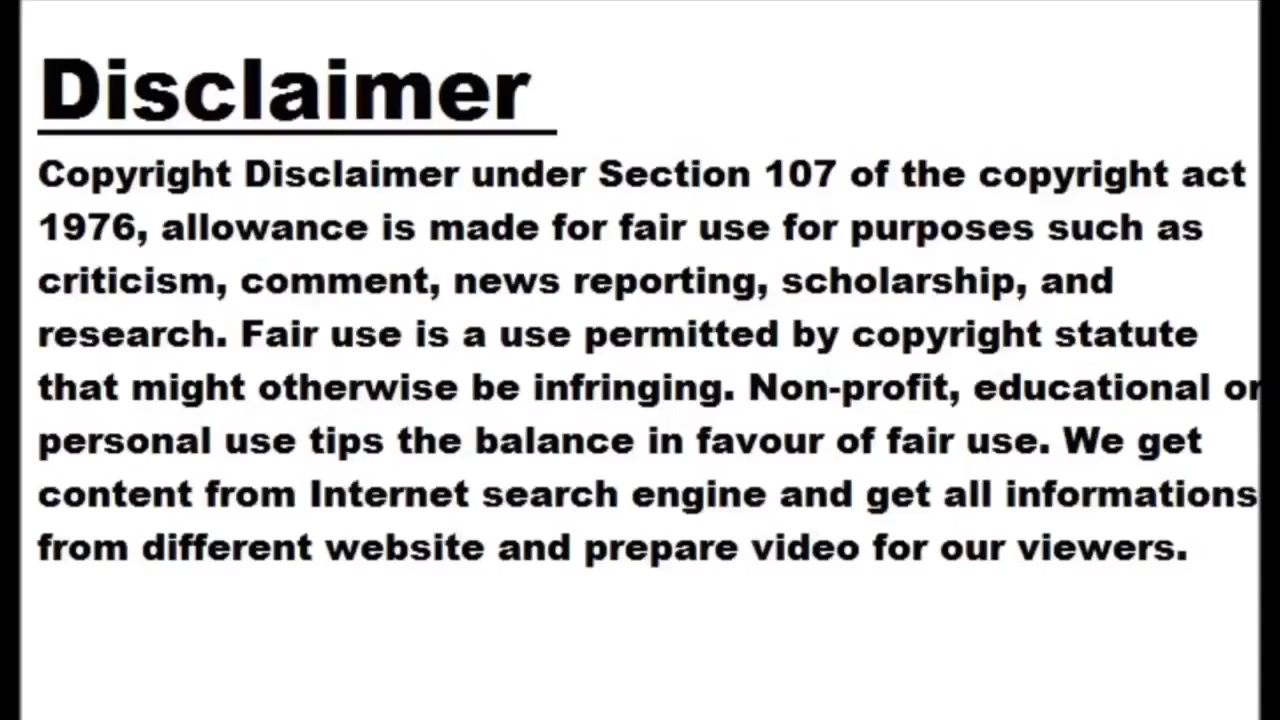 Disclaimer
Copyright Disclaimer under Section 107 of the copyright act
1976, allowance is made for fair use for purposes such as
criticism, comment, news reporting, scholarship, and
research. Fair use is a use permitted by copyright statute
that might otherwise be infringing. Non-profit, educational or
personal use tips the balance in favour of fair use. We get
content from Internet search engine and get all informations
from different website and prepare video for our viewers.